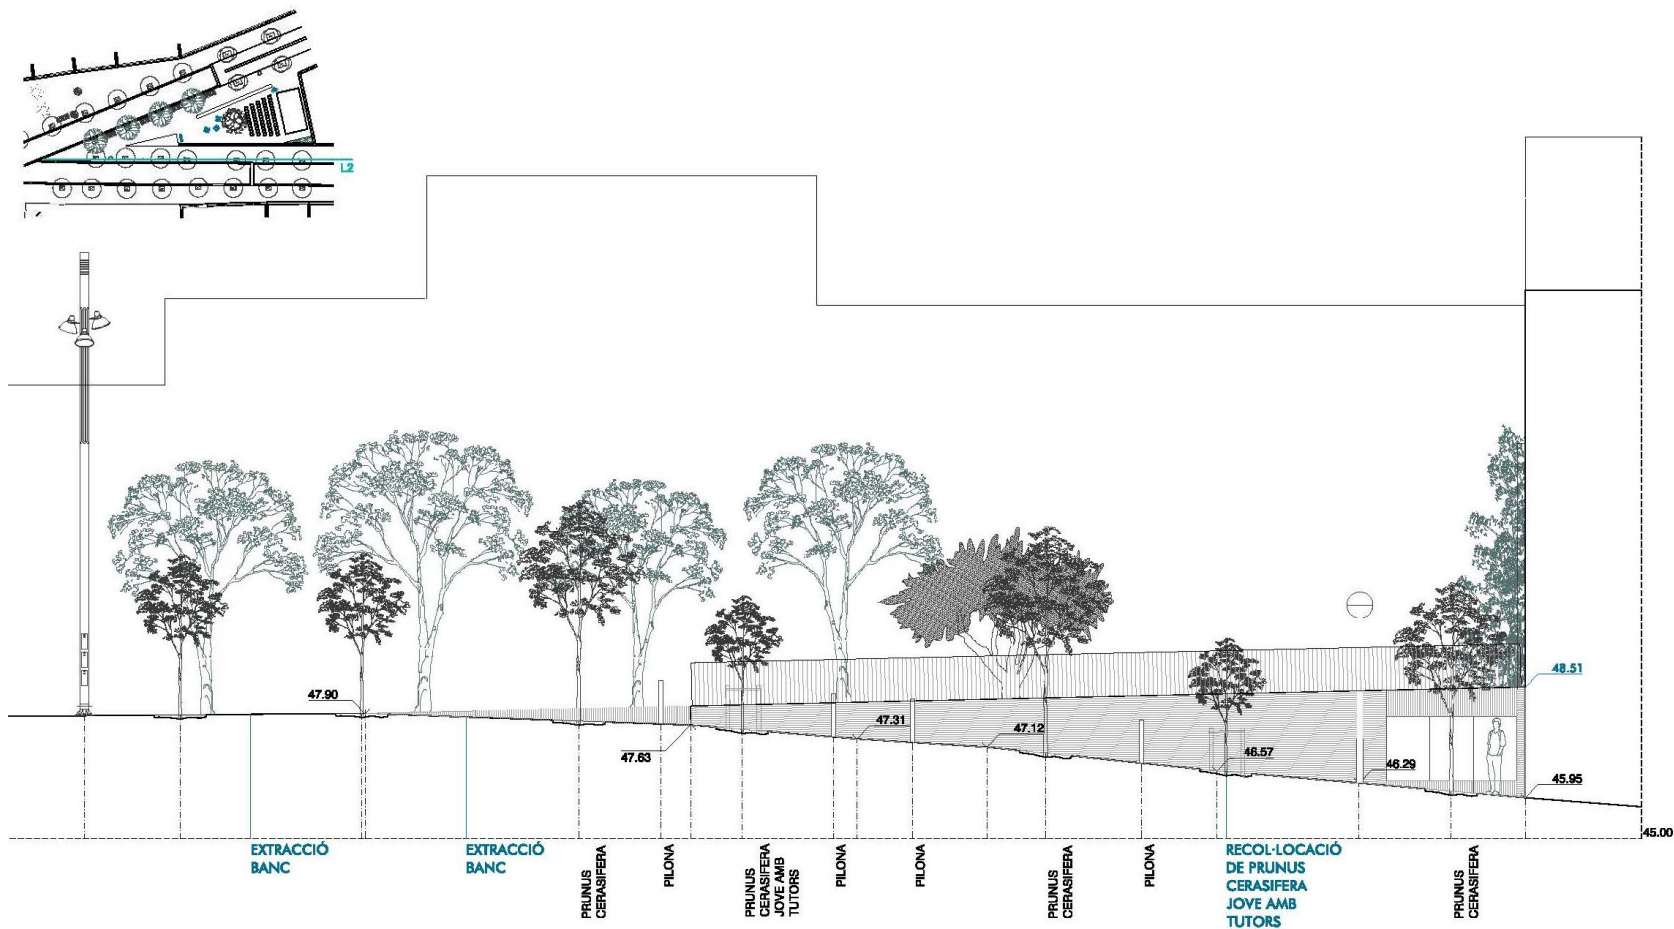 L2
48.51
47.90
47.31
47.12
47.63
46.57
46.29
45.95
45.00
EXTRACCIÓ
BANC
EXTRACCIÓ
BANC
PRUNUS
CERASIFERA
PILONA
PRUNUS
CERASIFERA
JOVE AMB
TUTORS
PILONA
PILONA
PRUNUS
CERASIFERA
PILONA
RECOL·LOCACIÓ
DE PRUNUS
CERASIFERA
JOVE AMB
TUTORS
PRUNUS
CERASIFERA